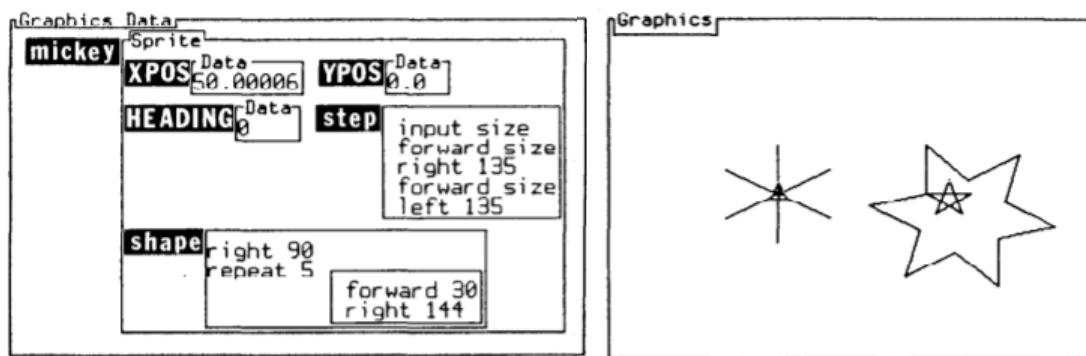 Graphics Data
mickey
Sprite
XPOS Data 50.00006 YPOS Data 0.0
HEADING Data 0 step
input size
forward size
right 135
forward size
left 135
shape
right 90
repeat 5
forward 30
right 144
Graphics